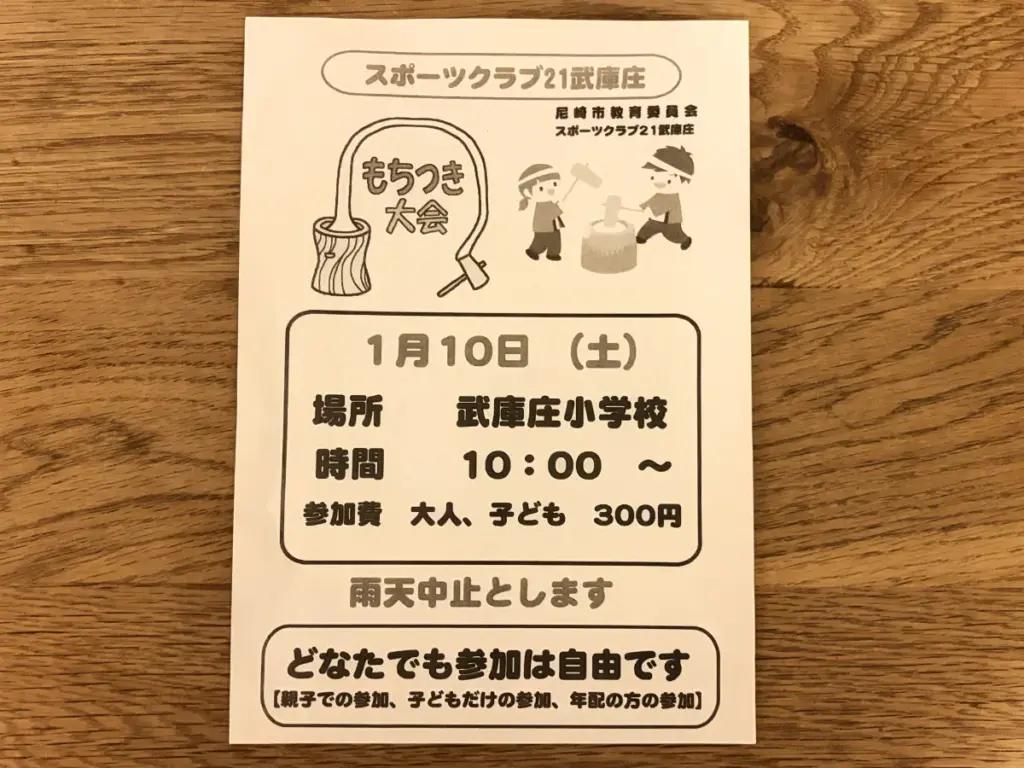 スポーツクラブ21武庫庄
尼崎市教育委員会
スポーツクラブ21武庫庄
もちつき
大会
1月10日 (土)
場所 武庫庄小学校
時間 10:00 ~
参加費 大人、子ども 300円
雨天中止とします
どなたでも参加は自由です
【親子での参加、子どもだけの参加、年配の方の参加】